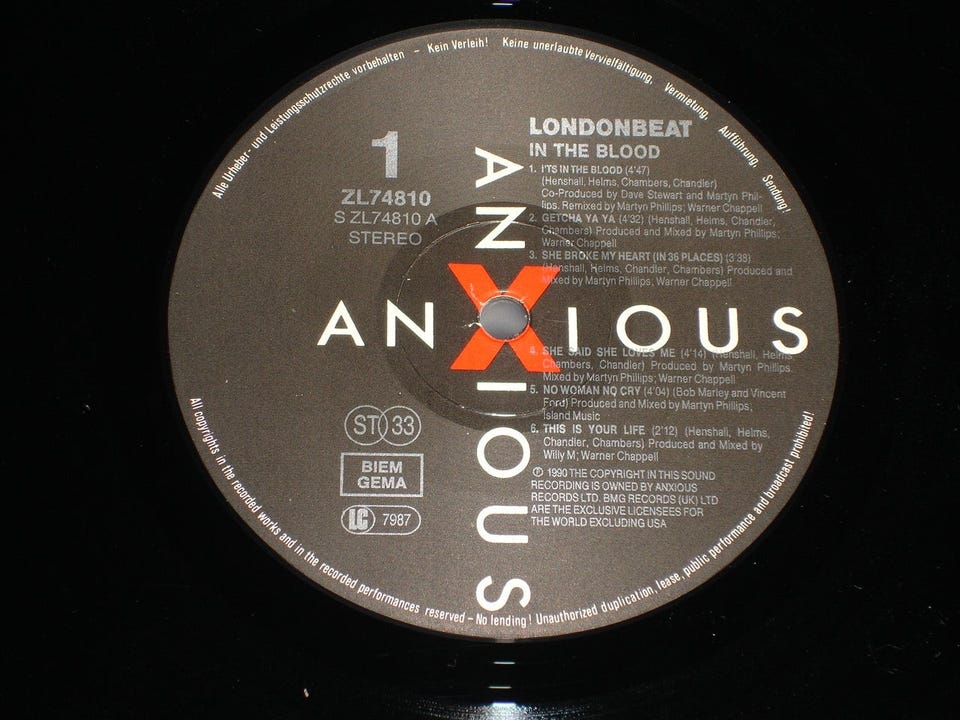 Alle Urheber- und Leistungsschutzrechte vorbehalten – Kein Verleih! Keine unerlaubte Vervielfältigung, Vermietung, Aufführung, Sendung!
1
ZL74810
S ZL74810 A
STEREO
LONDONBEAT
IN THE BLOOD
1. I'TS IN THE BLOOD (4'47)
(Henshall, Helms, Chambers, Chandler)
Co-Produced by Dave Stewart and Martyn Phil-
lips. Remixed by Martyn Phillips; Warner Chappell
2. GETCHA YA YA (4'32) (Henshall, Helms, Chandler,
Chambers) Produced and Mixed by Martyn Phillips;
Warner Chappell
3. SHE BROKE MY HEART (IN 36 PLACES) (3'38)
(Henshall, Helms, Chandler, Chambers) Produced and
Mixed by Martyn Phillips; Warner Chappell
ANXIOUS
ANXIOUS
4. SHE SAID SHE LOVES ME (4'14) (Henshall, Helms,
Chambers, Chandler) Produced by Martyn Phillips.
Mixed by Martyn Phillips; Warner Chappell
5. NO WOMAN NO CRY (4'04) (Bob Marley and Vincent
Ford) Produced and Mixed by Martyn Phillips;
Island Music
6. THIS IS YOUR LIFE (2'12) (Henshall, Helms,
Chandler, Chambers) Produced and Mixed by
Willy M; Warner Chappell
℗ 1990 THE COPYRIGHT IN THIS SOUND
RECORDING IS OWNED BY ANXIOUS
RECORDS LTD. BMG RECORDS (UK) LTD
ARE THE EXCLUSIVE LICENSEES FOR
THE WORLD EXCLUDING USA
ST 33
BIEM
GEMA
LC 7987
All copyrights in the recorded works and in the recorded performances reserved – No lending! Unauthorized duplication, lease, public performance and broadcast prohibited!